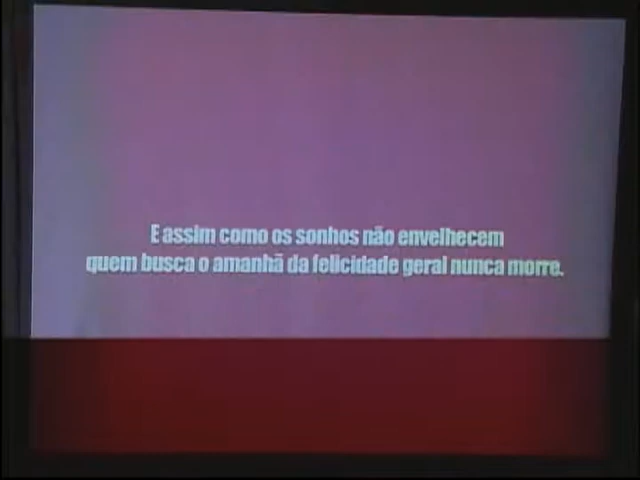 E assim como os sonhos não envelhecem
quem busca o amanhã da felicidade geral nunca morre.